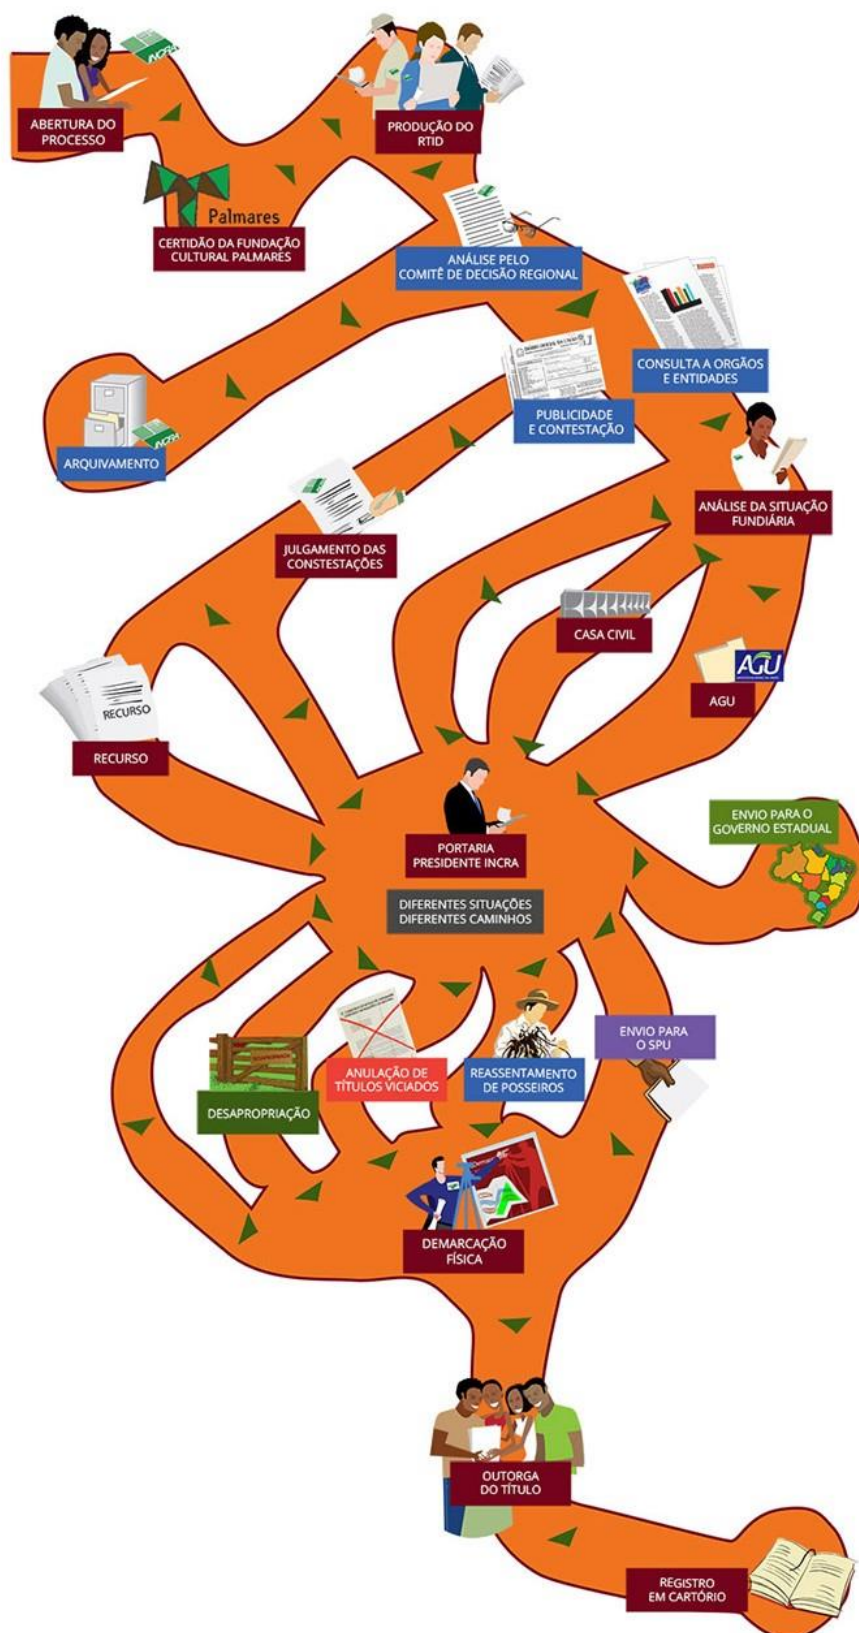 INCRA
ABERTURA DO
PROCESSO
PRODUÇÃO DO
RTID
Palmares
CERTIDÃO DA FUNDAÇÃO
CULTURAL PALMARES
ANÁLISE PELO
COMITÊ DE DECISÃO REGIONAL
CONSULTA A ORGÃOS
E ENTIDADES
PUBLICIDADE
E CONTESTAÇÃO
INCRA
ARQUIVAMENTO
ANÁLISE DA SITUAÇÃO
FUNDIÁRIA
JULGAMENTO DAS
CONSTESTAÇÕES
CASA CIVIL
AGU
AGU
RECURSO
RECURSO
PORTARIA
PRESIDENTE INCRA
ENVIO PARA O
GOVERNO ESTADUAL
DIFERENTES SITUAÇÕES
DIFERENTES CAMINHOS
ENVIO PARA
O SPU
DESAPROPRIAÇÃO
ANULAÇÃO DE
TÍTULOS VICIADOS
REASSENTAMENTO
DE POSSEIROS
DEMARCAÇÃO
FÍSICA
OUTORGA
DO TÍTULO
REGISTRO
EM CARTÓRIO